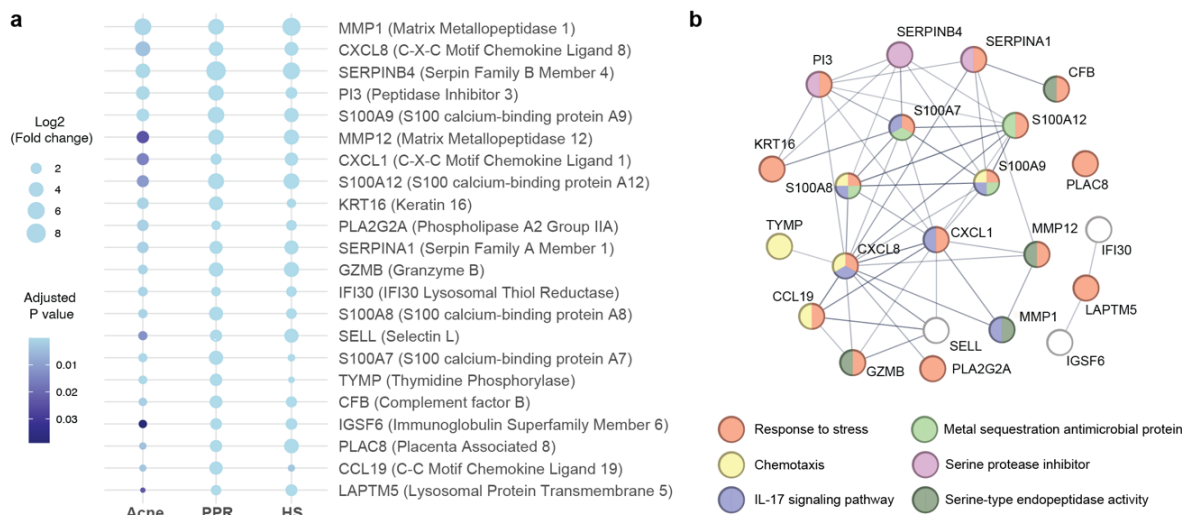 a
MMP1 (Matrix Metallopeptidase 1)
CXCL8 (C-X-C Motif Chemokine Ligand 8)
SERPINB4 (Serpin Family B Member 4)
PI3 (Peptidase Inhibitor 3)
S100A9 (S100 calcium-binding protein A9)
MMP12 (Matrix Metallopeptidase 12)
CXCL1 (C-X-C Motif Chemokine Ligand 1)
S100A12 (S100 calcium-binding protein A12)
KRT16 (Keratin 16)
PLA2G2A (Phospholipase A2 Group IIA)
SERPINA1 (Serpin Family A Member 1)
GZMB (Granzyme B)
IFI30 (IFI30 Lysosomal Thiol Reductase)
S100A8 (S100 calcium-binding protein A8)
SELL (Selectin L)
S100A7 (S100 calcium-binding protein A7)
TYMP (Thymidine Phosphorylase)
CFB (Complement factor B)
IGSF6 (Immunoglobulin Superfamily Member 6)
PLAC8 (Placenta Associated 8)
CCL19 (C-C Motif Chemokine Ligand 19)
LAPTM5 (Lysosomal Protein Transmembrane 5)
Acne PPR HS
Log2
(Fold change)
2
4
6
8
Adjusted
P value
0.01
0.02
0.03
b
SERPINB4
SERPINA1
PI3
CFB
S100A7
S100A12
KRT16
S100A9
PLAC8
S100A8
TYMP
CXCL1
MMP12
CXCL8
IFI30
CCL19
LAPTM5
MMP1
SELL
IGSF6
GZMB
PLA2G2A
Response to stress
Metal sequestration antimicrobial protein
Chemotaxis
Serine protease inhibitor
IL-17 signaling pathway
Serine-type endopeptidase activity